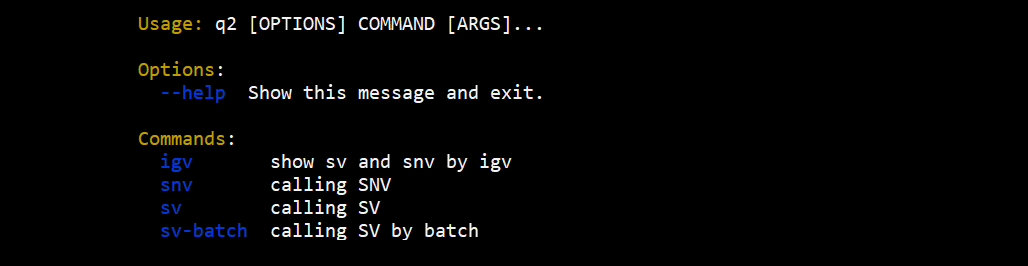 Usage: q2 [OPTIONS] COMMAND [ARGS]...
Options:
--help  Show this message and exit.
Commands:
igv       show sv and snv by igv
snv       calling SNV
sv        calling SV
sv-batch  calling SV by batch